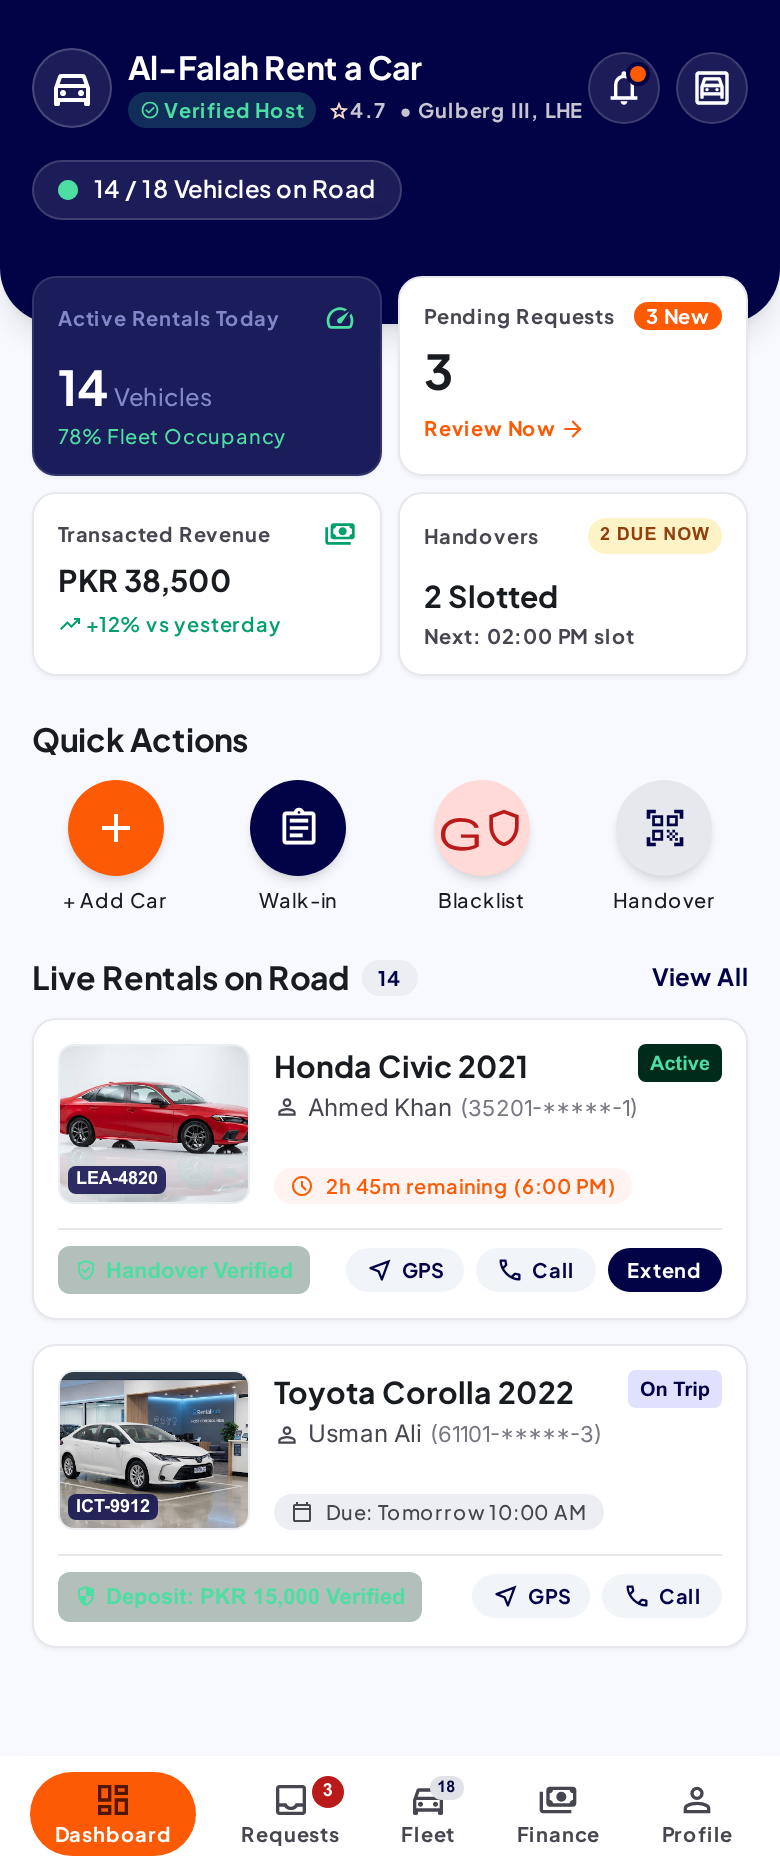 Al-Falah Rent a Car
Verified Host ☆4.7 • Gulberg III, LHE
14 / 18 Vehicles on Road
Active Rentals Today
14 Vehicles
78% Fleet Occupancy
Pending Requests 3 New
3
Review Now →
Transacted Revenue
PKR 38,500
+12% vs yesterday
Handovers 2 DUE NOW
2 Slotted
Next: 02:00 PM slot
Quick Actions
G
+ Add Car Walk-in Blacklist Handover
Live Rentals on Road 14 View All
Honda Civic 2021 Active
Ahmed Khan (35201-*****-1)
LEA-4820
2h 45m remaining (6:00 PM)
Handover Verified GPS Call Extend
Toyota Corolla 2022 On Trip
Usman Ali (61101-*****-3)
ICT-9912
Due: Tomorrow 10:00 AM
Deposit: PKR 15,000 Verified GPS Call
3 18
Dashboard Requests Fleet Finance Profile